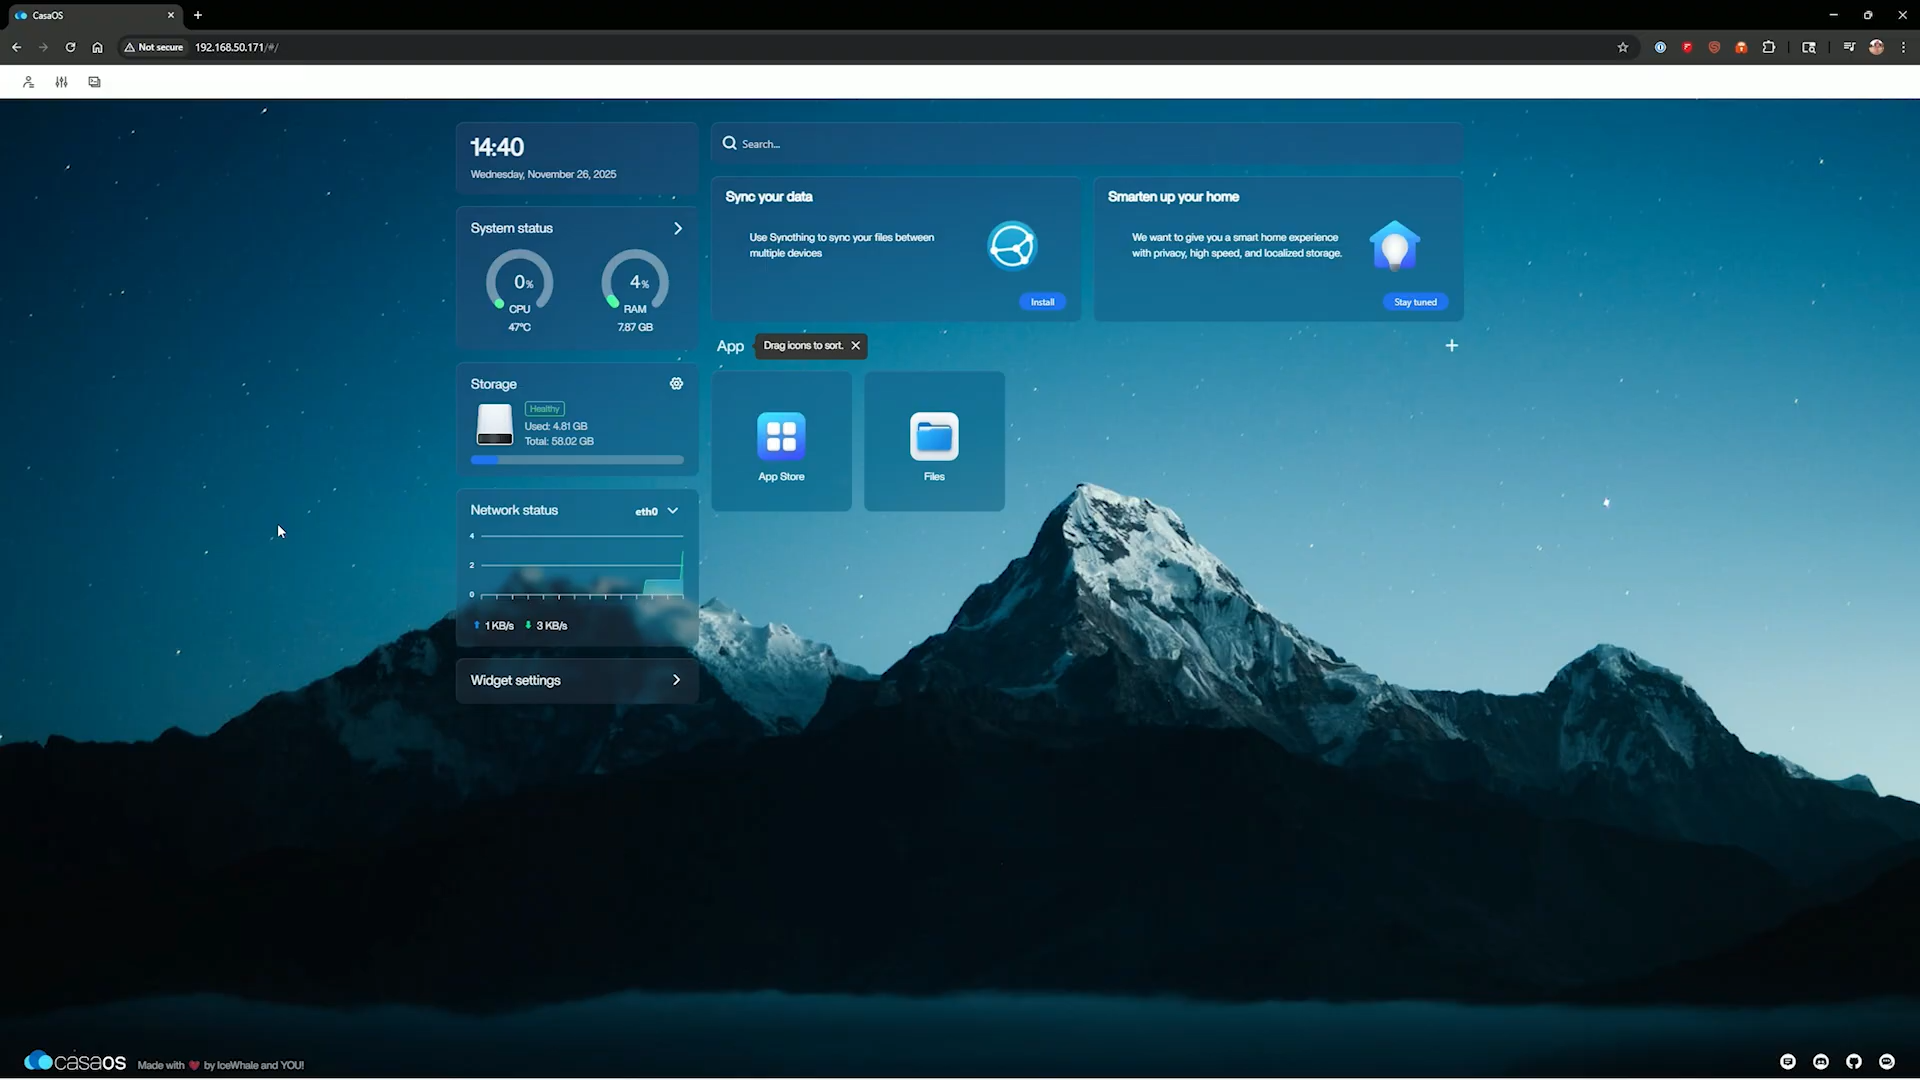 CasaOS
Not secure
192.168.50.171/#/
14:40
Wednesday, November 26, 2025
Search...
System status
0%
CPU
47°C
4%
RAM
7.87 GB
Sync your data
Use Syncthing to sync your files between
multiple devices
Install
Smarten up your home
We want to give you a smart home experience
with privacy, high speed, and localized storage.
Stay tuned
App
Drag icons to sort.
App Store
Files
Storage
Healthy
Used: 4.81 GB
Total: 58.02 GB
Network status
eth0
4
2
0
1 KB/s
3 KB/s
Widget settings
casaOS
Made with ❤ by IceWhale and YOU!